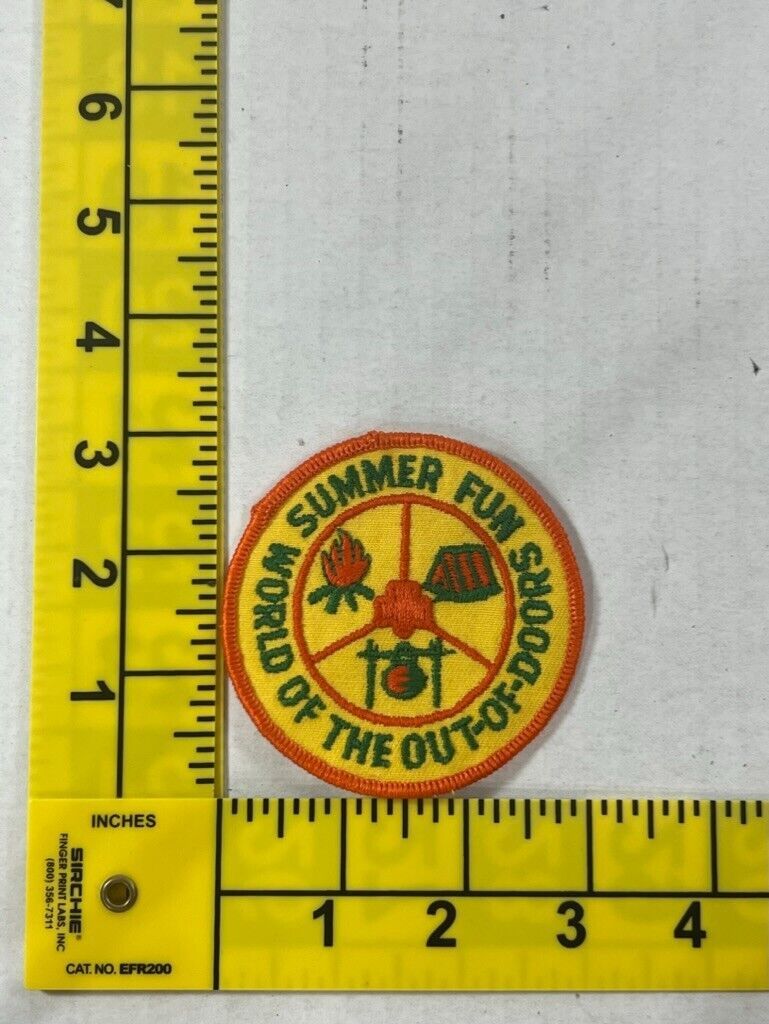 7
6
5
4
3
2
1
SUMMER FUN
WORLD OF THE OUT-OF-DOORS
INCHES
SIRCHIE®
FINGER PRINT LABS, INC
(800) 356-7311
CAT. NO. EFR200
1 2 3 4